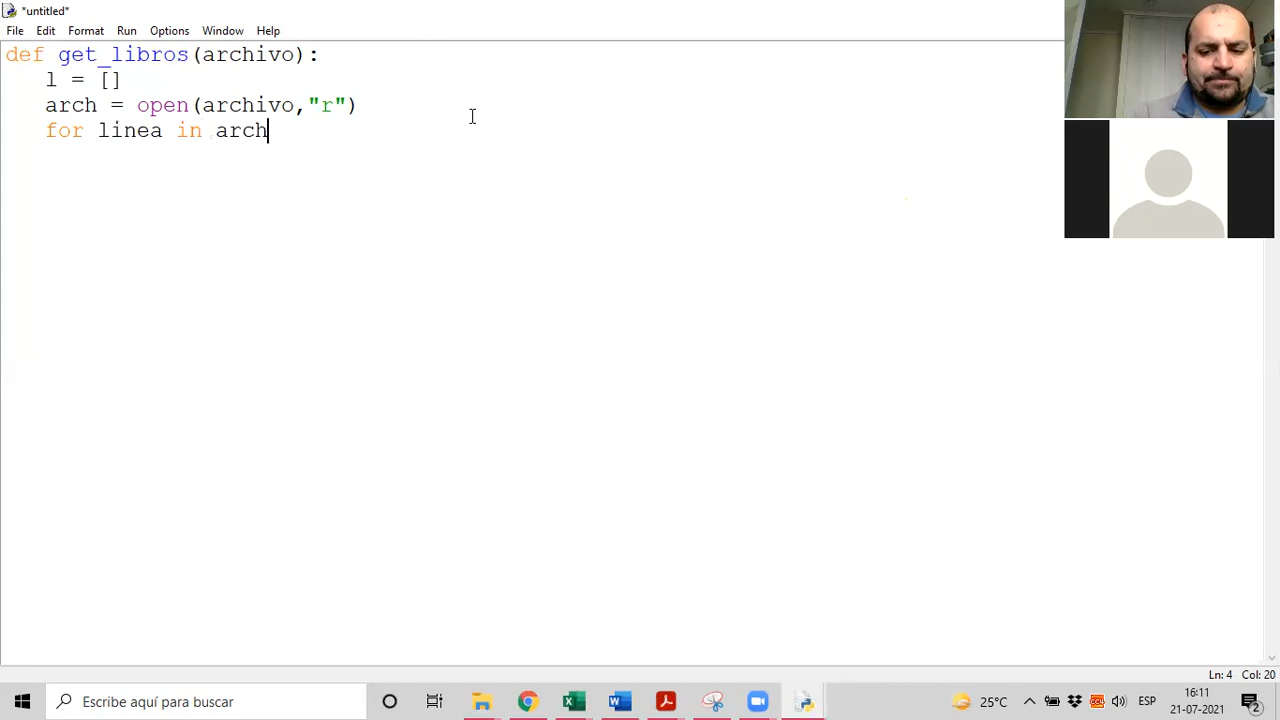 *untitled*
File Edit Format Run Options Window Help
def get_libros(archivo):
l = []
arch = open(archivo,"r")
for linea in arch
Ln: 4 Col: 20
Escribe aquí para buscar
25°C
ESP
16:11
21-07-2021
2